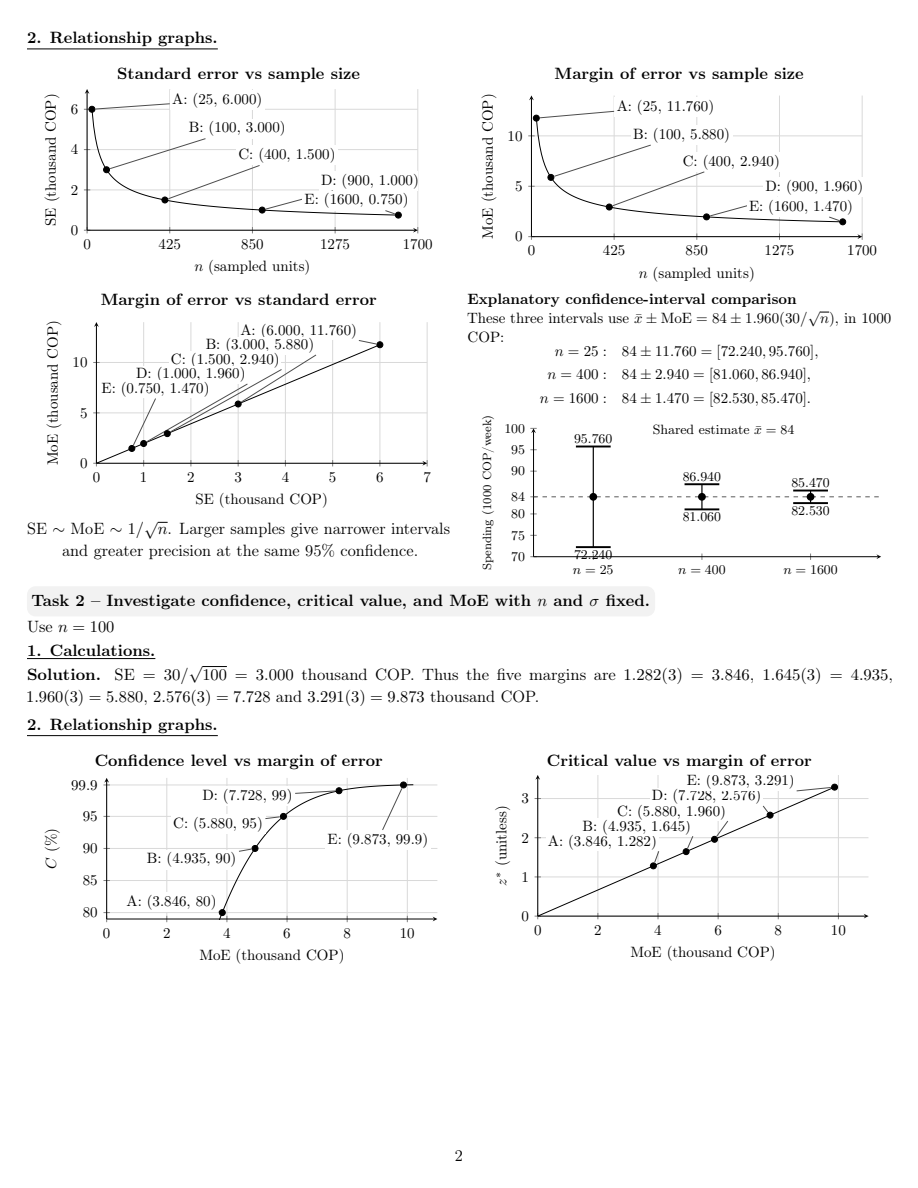 2. Relationship graphs.
Standard error vs sample size
SE (thousand COP)
6
4
2
0
A: (25, 6.000)
B: (100, 3.000)
C: (400, 1.500)
D: (900, 1.000)
E: (1600, 0.750)
0 425 850 1275 1700
n (sampled units)
Margin of error vs sample size
MoE (thousand COP)
10
5
0
A: (25, 11.760)
B: (100, 5.880)
C: (400, 2.940)
D: (900, 1.960)
E: (1600, 1.470)
0 425 850 1275 1700
n (sampled units)
Margin of error vs standard error
MoE (thousand COP)
10
5
0
A: (6.000, 11.760)
B: (3.000, 5.880)
C: (1.500, 2.940)
D: (1.000, 1.960)
E: (0.750, 1.470)
0 1 2 3 4 5 6 7
SE (thousand COP)
SE ∼ MoE ∼ 1/√n. Larger samples give narrower intervals
and greater precision at the same 95% confidence.
Explanatory confidence-interval comparison
These three intervals use x̄ ± MoE = 84 ± 1.960(30/√n), in 1000
COP:
n = 25 : 84 ± 11.760 = [72.240, 95.760],
n = 400 : 84 ± 2.940 = [81.060, 86.940],
n = 1600 : 84 ± 1.470 = [82.530, 85.470].
Spending (1000 COP/week)
100
95
90
84
80
75
70
Shared estimate x̄ = 84
95.760
72.240
86.940
81.060
85.470
82.530
n = 25 n = 400 n = 1600
Task 2 – Investigate confidence, critical value, and MoE with n and σ fixed.
Use n = 100
1. Calculations.
Solution. SE = 30/√100 = 3.000 thousand COP. Thus the five margins are 1.282(3) = 3.846, 1.645(3) = 4.935,
1.960(3) = 5.880, 2.576(3) = 7.728 and 3.291(3) = 9.873 thousand COP.
2. Relationship graphs.
Confidence level vs margin of error
C (%)
99.9
95
90
85
80
D: (7.728, 99)
C: (5.880, 95)
E: (9.873, 99.9)
B: (4.935, 90)
A: (3.846, 80)
0 2 4 6 8 10
MoE (thousand COP)
Critical value vs margin of error
z* (unitless)
3
2
1
0
E: (9.873, 3.291)
D: (7.728, 2.576)
C: (5.880, 1.960)
B: (4.935, 1.645)
A: (3.846, 1.282)
0 2 4 6 8 10
MoE (thousand COP)
2